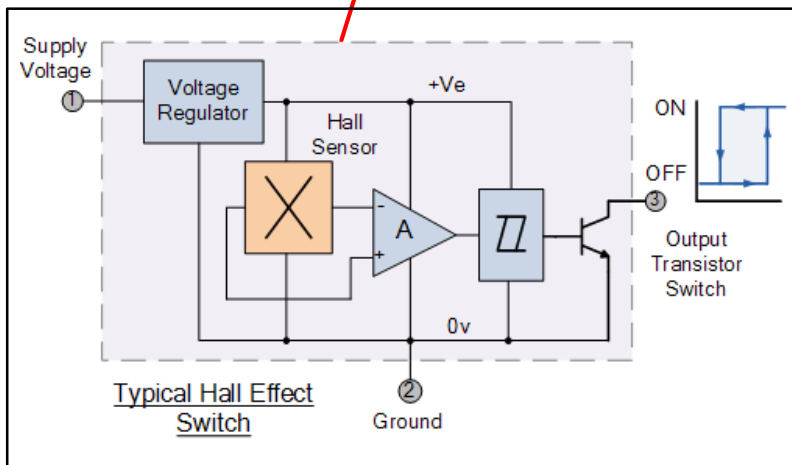 Supply
Voltage
1
Voltage
Regulator
+Ve
Hall
Sensor
-
A
+
0v
ON
OFF
3
Output
Transistor
Switch
2
Ground
Typical Hall Effect
Switch